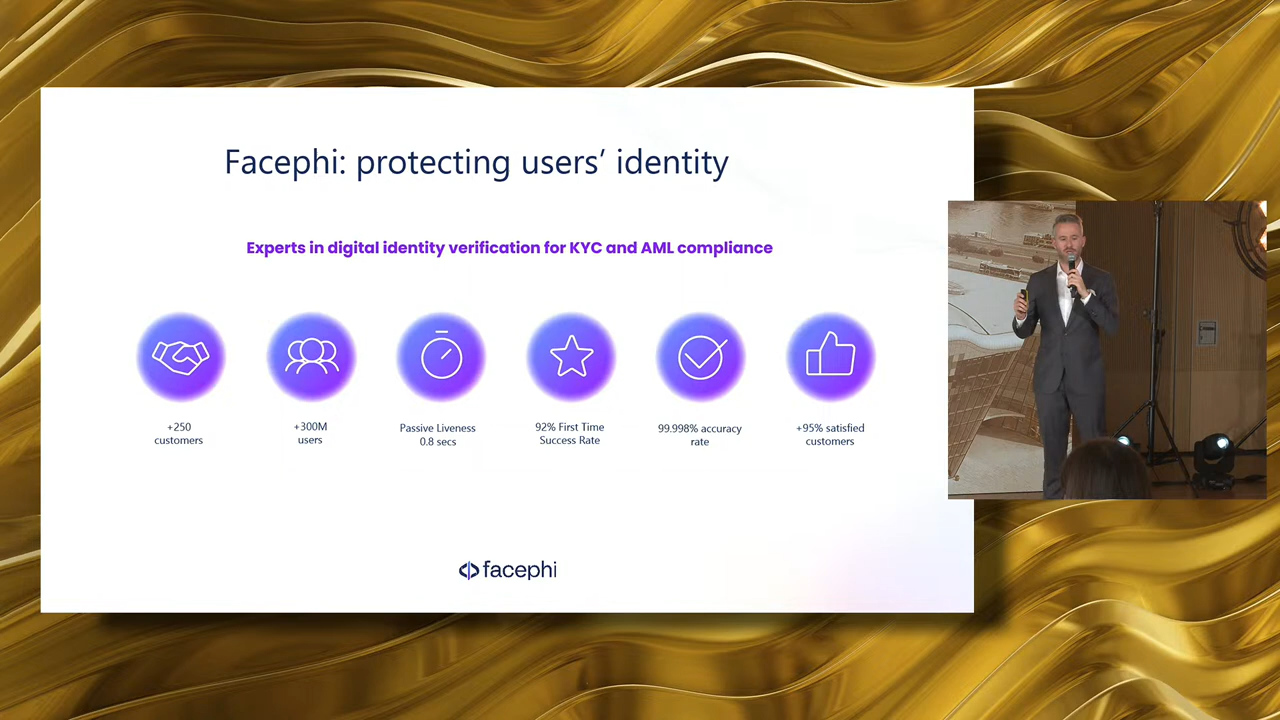 Facephi: protecting users’ identity
Experts in digital identity verification for KYC and AML compliance
+250
customers
+300M
users
Passive Liveness
0.8 secs
92% First Time
Success Rate
99.998% accuracy
rate
+95% satisfied
customers
facephi